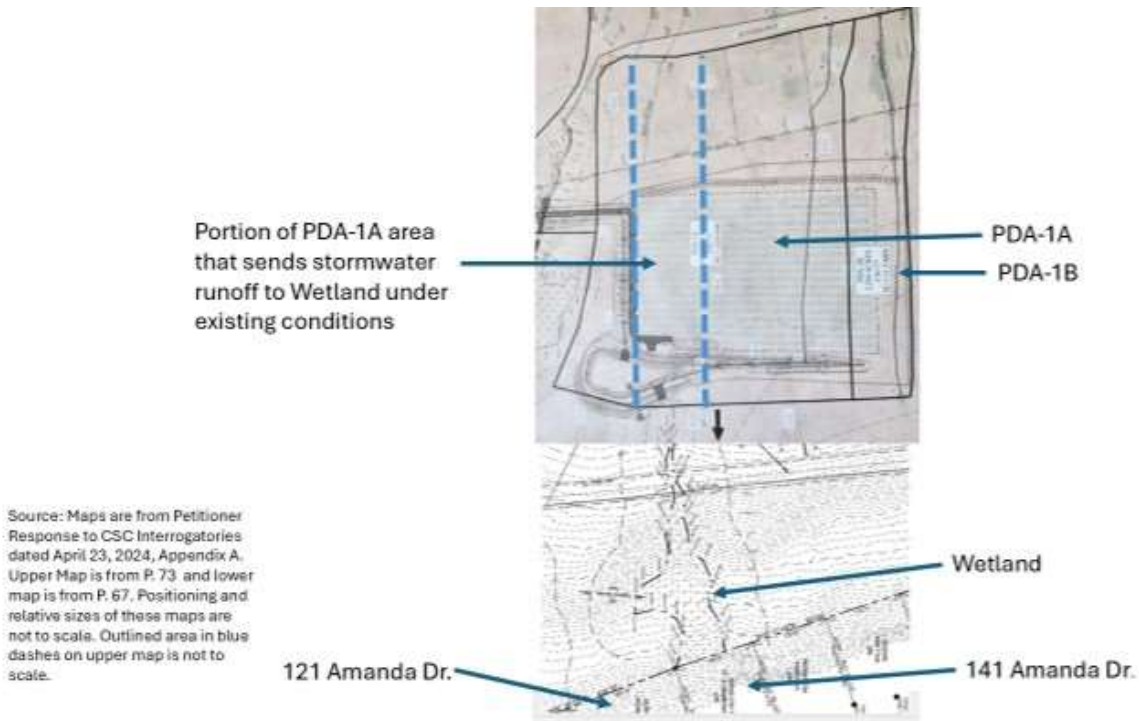 Portion of PDA-1A area
that sends stormwater
runoff to Wetland under
existing conditions
PDA-1A
PDA-1B
Source: Maps are from Petitioner
Response to CSC Interrogatories
dated April 23, 2024, Appendix A.
Upper Map is from P. 73 and lower
map is from P. 67. Positioning and
relative sizes of these maps are
not to scale. Outlined area in blue
dashes on upper map is not to
scale.
Wetland
121 Amanda Dr.
141 Amanda Dr.